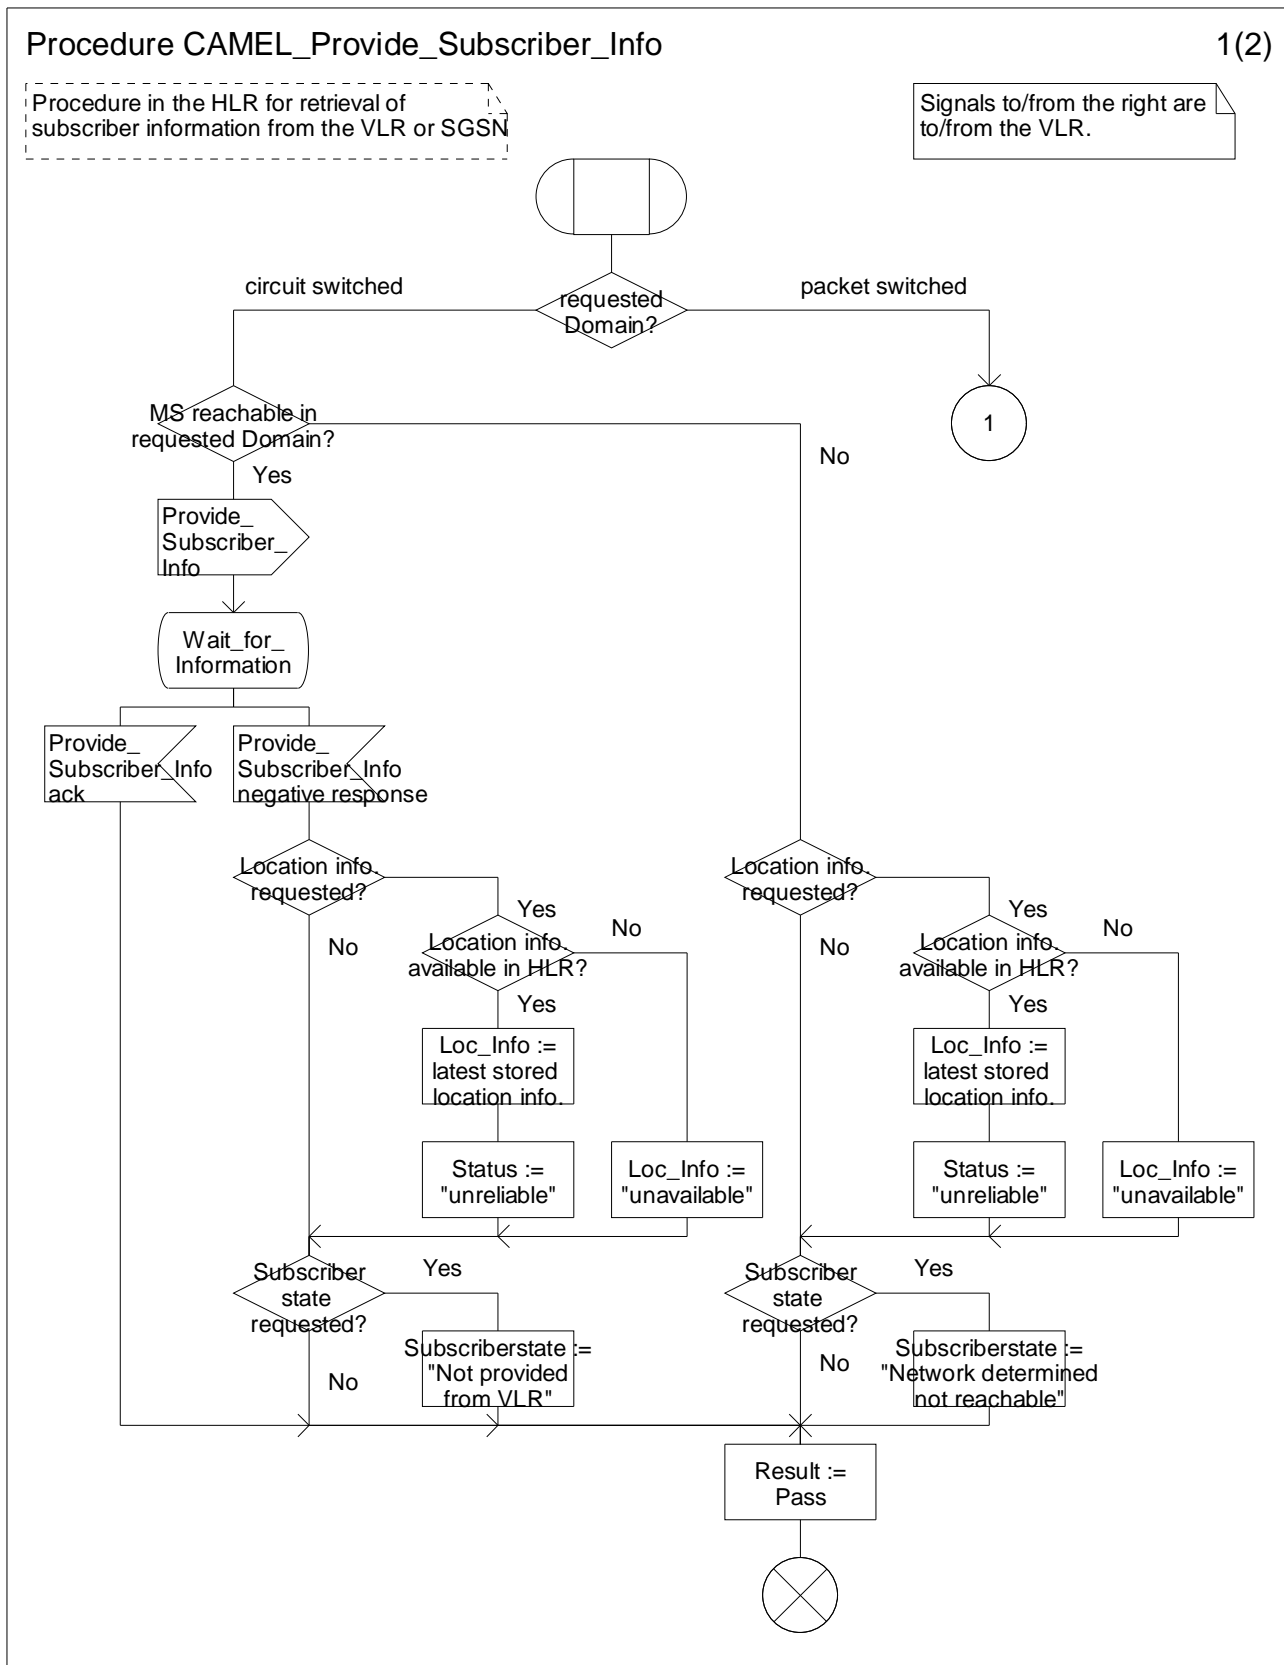 Procedure CAMEL_Provide_Subscriber_Info
1(2)
Procedure in the HLR for retrieval of
subscriber information from the VLR or SGSN
Signals to/from the right are
to/from the VLR.
circuit switched
requested
Domain?
packet switched
MS reachable in
requested Domain?
1
No
Yes
Provide_
Subscriber_
Info
Wait_for_
Information
Provide_
Subscriber_Info
ack
Provide_
Subscriber_Info
negative response
Location info.
requested?
Yes
No
Location info.
available in HLR?
No
Yes
Loc_Info :=
latest stored
location info.
Status :=
"unreliable"
Loc_Info :=
"unavailable"
Subscriber
state
requested?
Yes
No
Subscriberstate :=
"Not provided
from VLR"
Location info.
requested?
Yes
No
Location info.
available in HLR?
No
Yes
Loc_Info :=
latest stored
location info.
Status :=
"unreliable"
Loc_Info :=
"unavailable"
Subscriber
state
requested?
Yes
No
Subscriberstate :=
"Network determined
not reachable"
Result :=
Pass